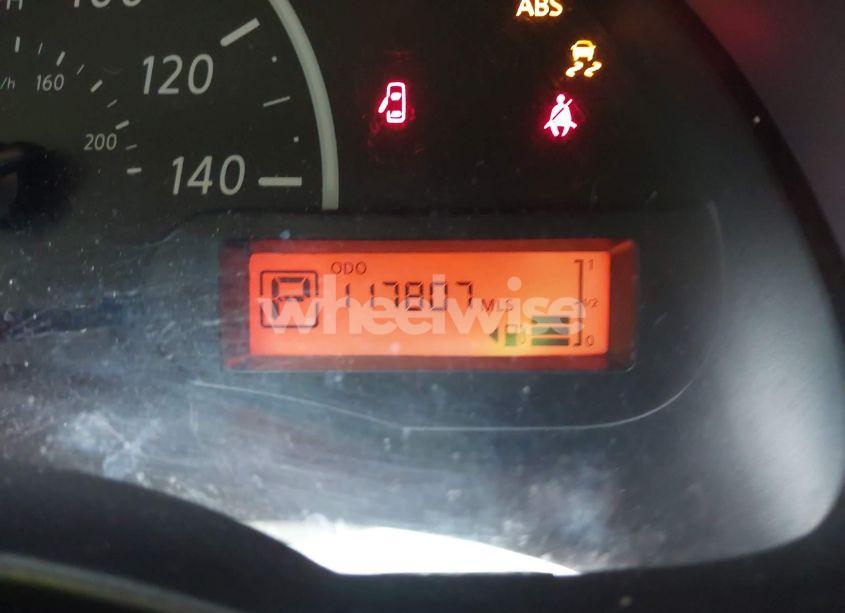 ABS
120
160
200
140
ODO
P
117807 MLS
1
1/2
0
wheelwise